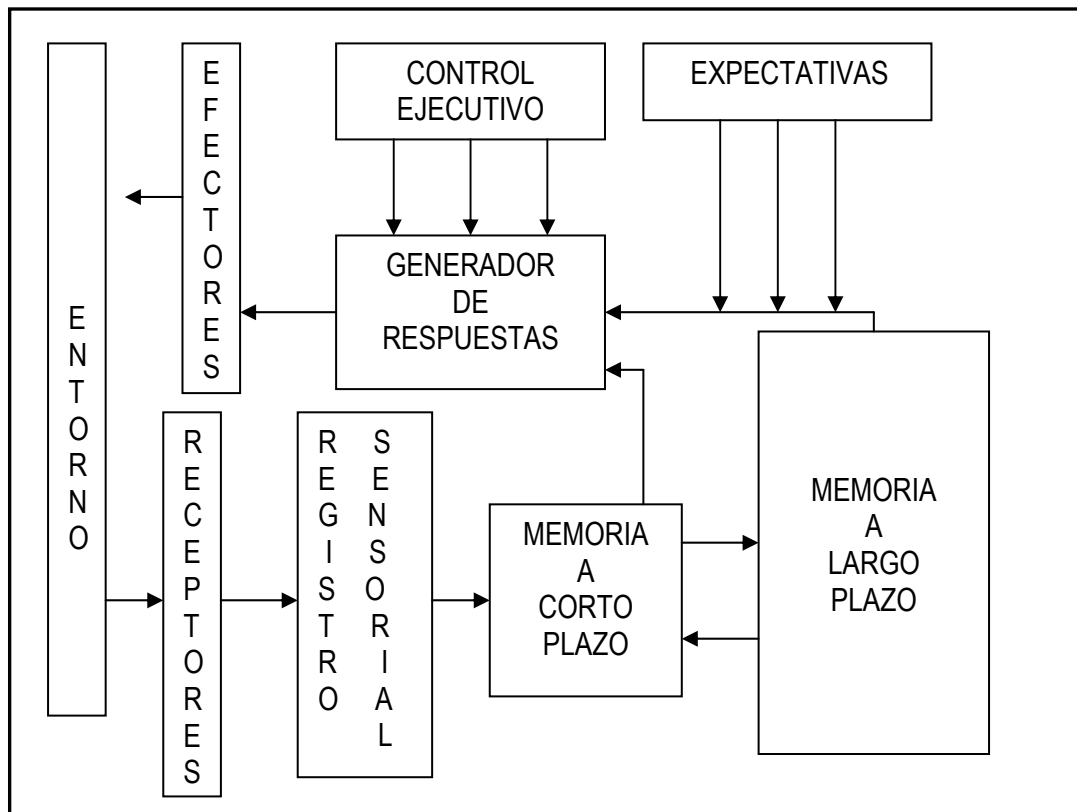 ENTORNO
EFECTORES
CONTROL
EJECUTIVO
EXPECTATIVAS
GENERADOR
DE
RESPUESTAS
RECEPTORES
REGISTRO
SENSORIAL
MEMORIA
A
CORTO
PLAZO
MEMORIA
A
LARGO
PLAZO